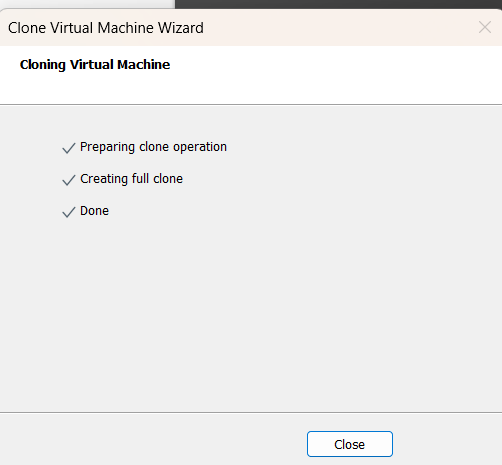 Clone Virtual Machine Wizard
Cloning Virtual Machine
Preparing clone operation
Creating full clone
Done
Close